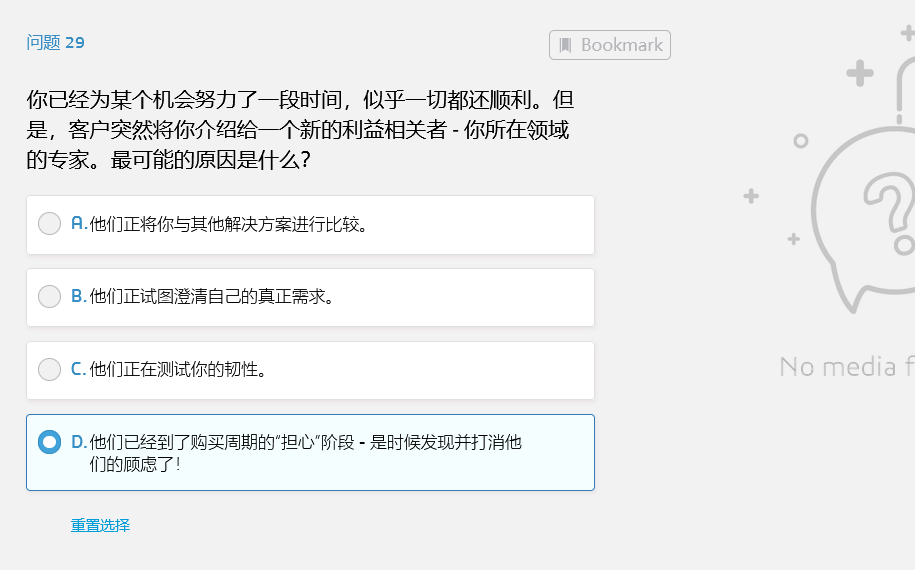 问题 29
Bookmark
你已经为某个机会努力了一段时间，似乎一切都还顺利。但
是，客户突然将你介绍给一个新的利益相关者 - 你所在领域
的专家。最可能的原因是什么？
A. 他们正将你与其他解决方案进行比较。
B. 他们正试图澄清自己的真正需求。
C. 他们正在测试你的韧性。
D. 他们已经到了购买周期的“担心”阶段 - 是时候发现并打消他
们的顾虑了！
重置选择
No media f